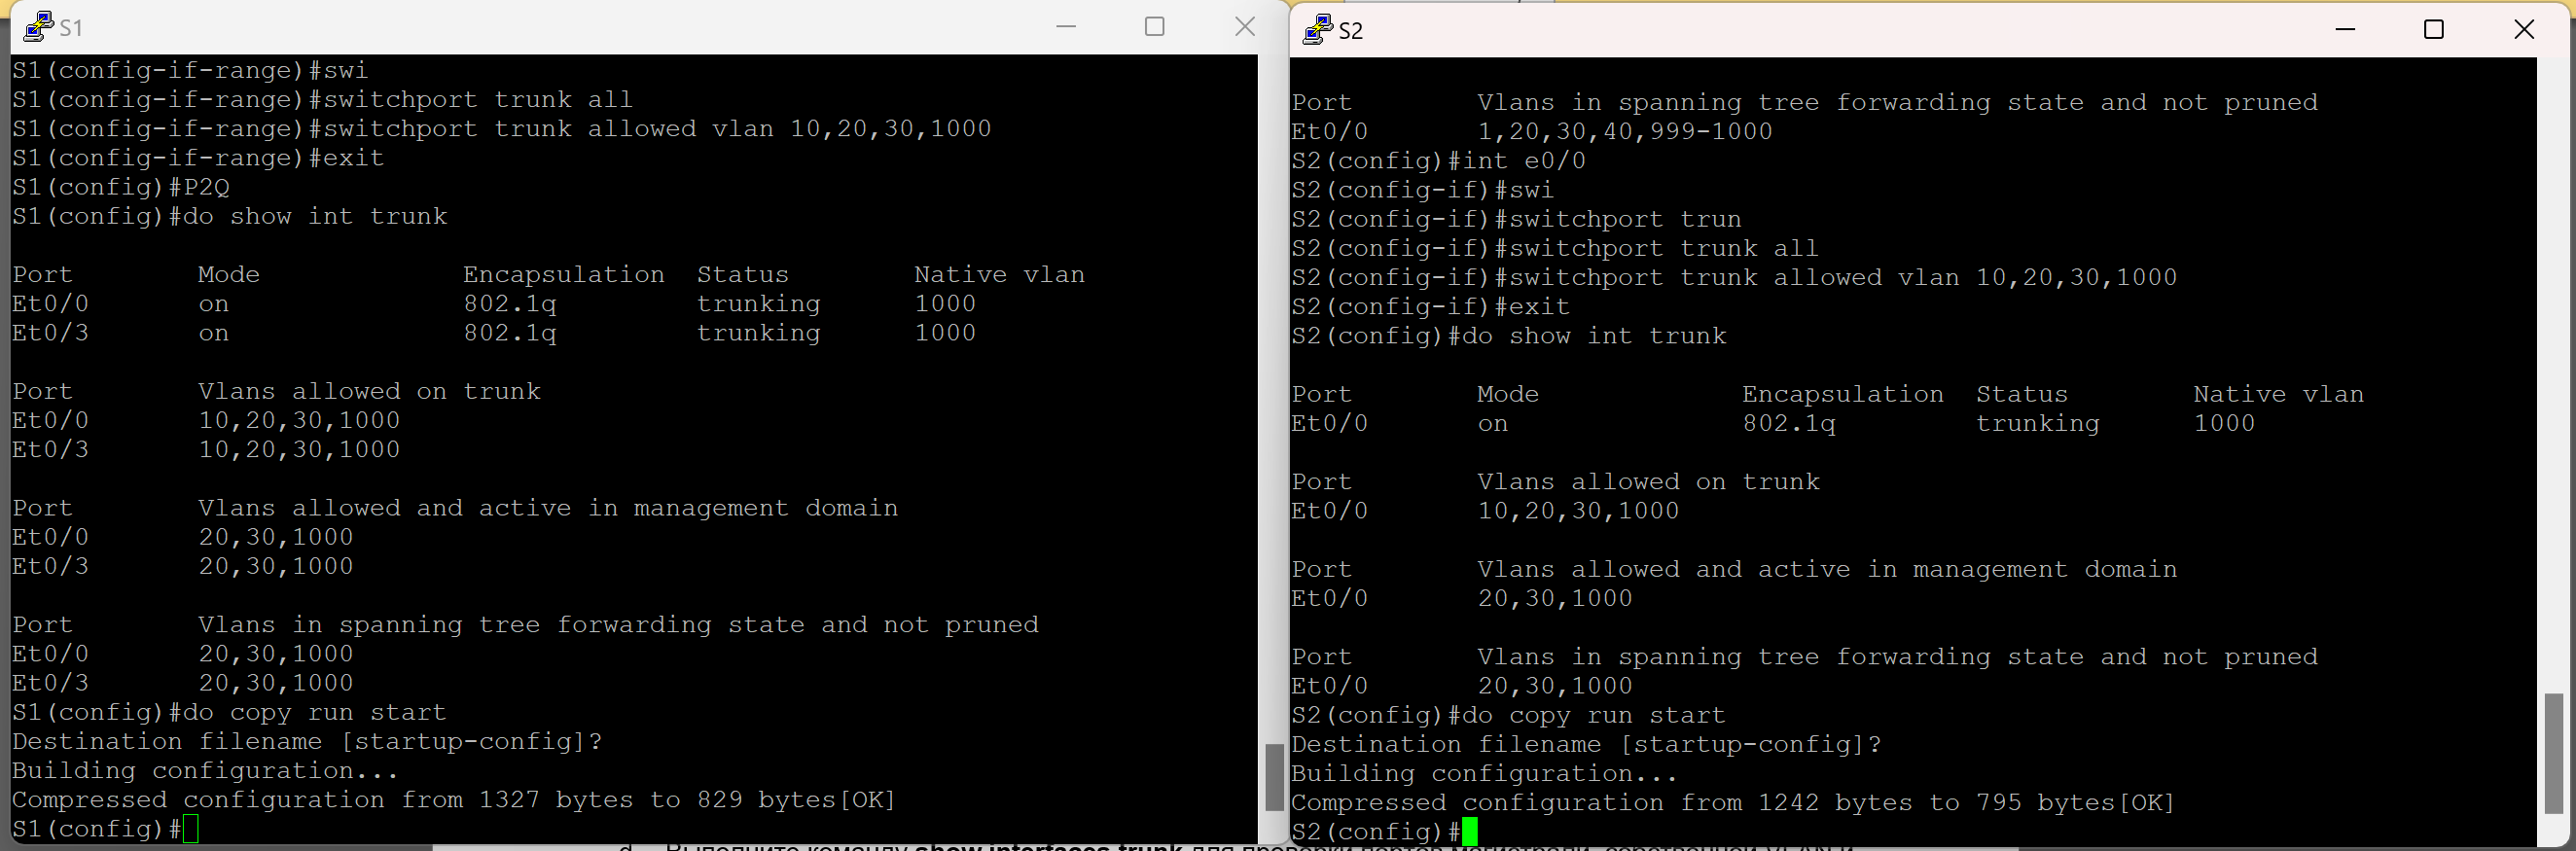 S1
S1(config-if-range)#swi
S1(config-if-range)#switchport trunk all
S1(config-if-range)#switchport trunk allowed vlan 10,20,30,1000
S1(config-if-range)#exit
S1(config)#P2Q
S1(config)#do show int trunk
Port        Mode             Encapsulation  Status        Native vlan
Et0/0       on               802.1q         trunking      1000
Et0/3       on               802.1q         trunking      1000
Port        Vlans allowed on trunk
Et0/0       10,20,30,1000
Et0/3       10,20,30,1000
Port        Vlans allowed and active in management domain
Et0/0       20,30,1000
Et0/3       20,30,1000
Port        Vlans in spanning tree forwarding state and not pruned
Et0/0       20,30,1000
Et0/3       20,30,1000
S1(config)#do copy run start
Destination filename [startup-config]?
Building configuration...
Compressed configuration from 1327 bytes to 829 bytes[OK]
S1(config)#
S2
Port        Vlans in spanning tree forwarding state and not pruned
Et0/0       1,20,30,40,999-1000
S2(config)#int e0/0
S2(config-if)#swi
S2(config-if)#switchport trun
S2(config-if)#switchport trunk all
S2(config-if)#switchport trunk allowed vlan 10,20,30,1000
S2(config-if)#exit
S2(config)#do show int trunk
Port        Mode             Encapsulation  Status        Native vlan
Et0/0       on               802.1q         trunking      1000
Port        Vlans allowed on trunk
Et0/0       10,20,30,1000
Port        Vlans allowed and active in management domain
Et0/0       20,30,1000
Port        Vlans in spanning tree forwarding state and not pruned
Et0/0       20,30,1000
S2(config)#do copy run start
Destination filename [startup-config]?
Building configuration...
Compressed configuration from 1242 bytes to 795 bytes[OK]
S2(config)#
Выполните команду show interfaces trunk для